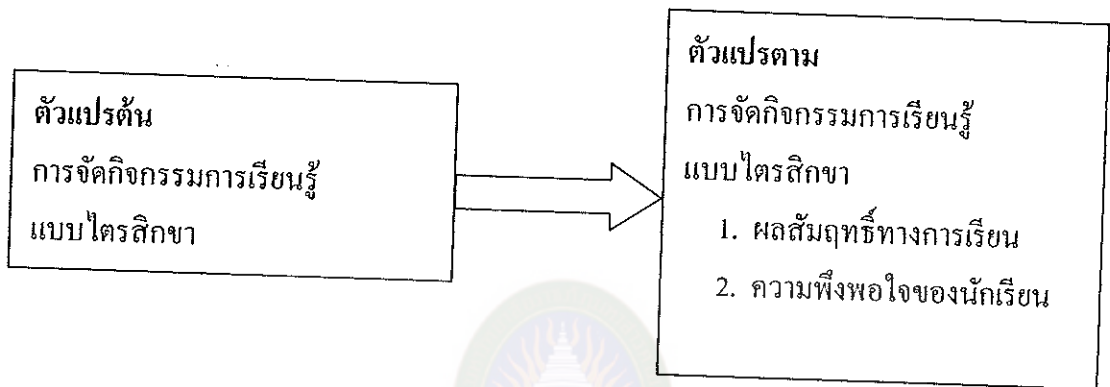 ตัวแปรต้น
การจัดกิจกรรมการเรียนรู้
แบบไตรสิกขา
ตัวแปรตาม
การจัดกิจกรรมการเรียนรู้
แบบไตรสิกขา
1. ผลสัมฤทธิ์ทางการเรียน
2. ความพึงพอใจของนักเรียน